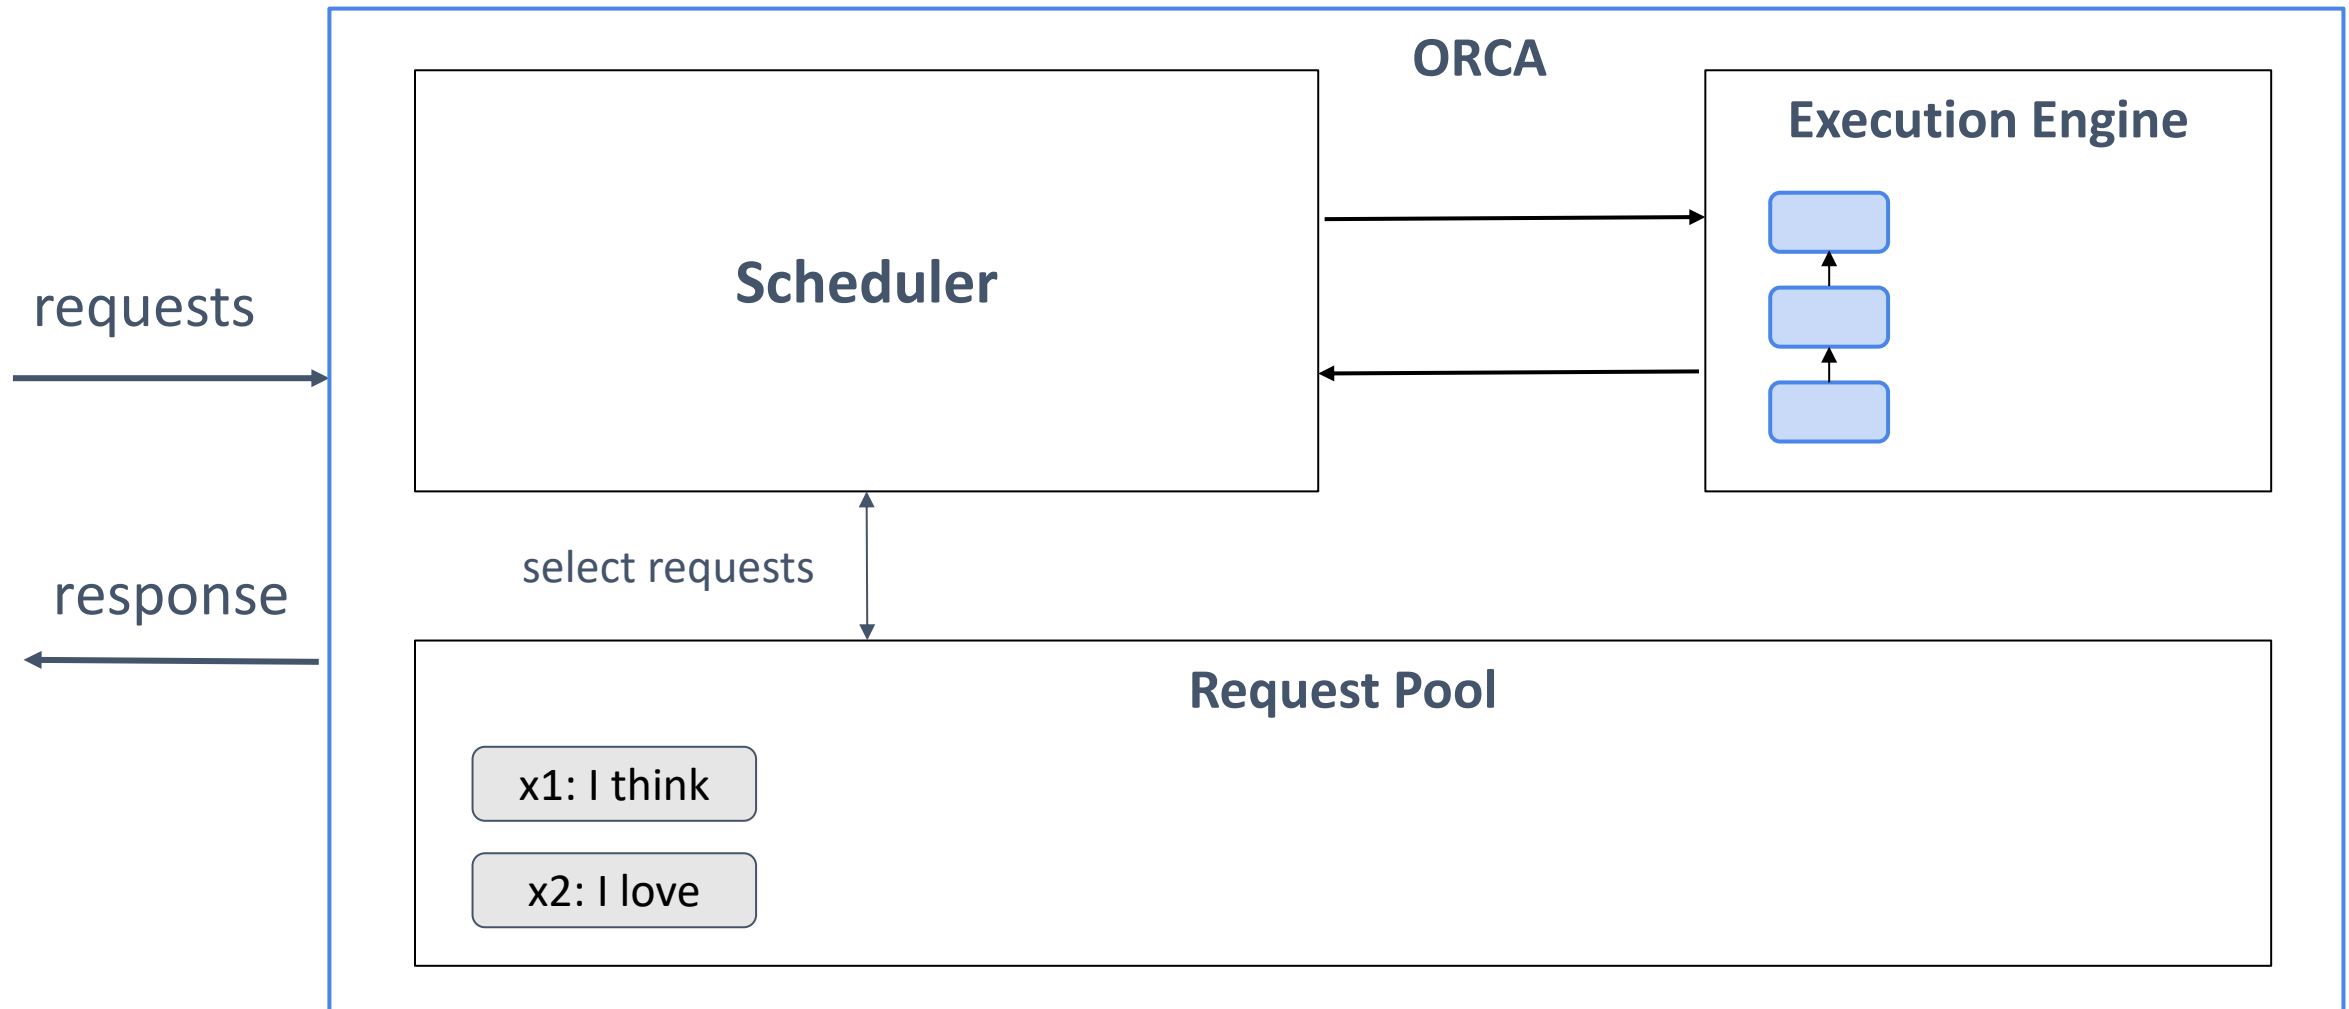 ORCA
Execution Engine
Scheduler
requests
select requests
response
Request Pool
x1: I think
x2: I love